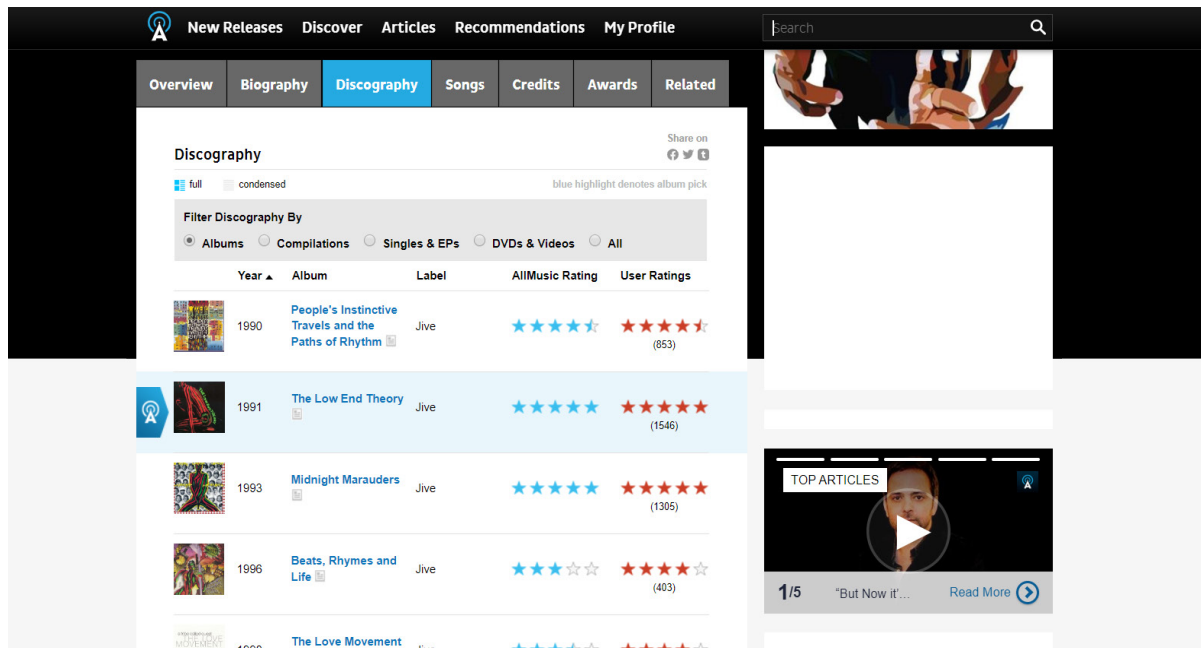 New Releases Discover Articles Recommendations My Profile Search
Overview Biography Discography Songs Credits Awards Related
Share on
Discography
full condensed blue highlight denotes album pick
Filter Discography By
Albums Compilations Singles & EPs DVDs & Videos All
Year Album Label AllMusic Rating User Ratings
1990 People's Instinctive Travels and the Paths of Rhythm Jive
(853)
1991 The Low End Theory Jive
(1546)
1993 Midnight Marauders Jive
(1305)
1996 Beats, Rhymes and Life Jive
(403)
The Love Movement
TOP ARTICLES
1/5 "But Now it'... Read More